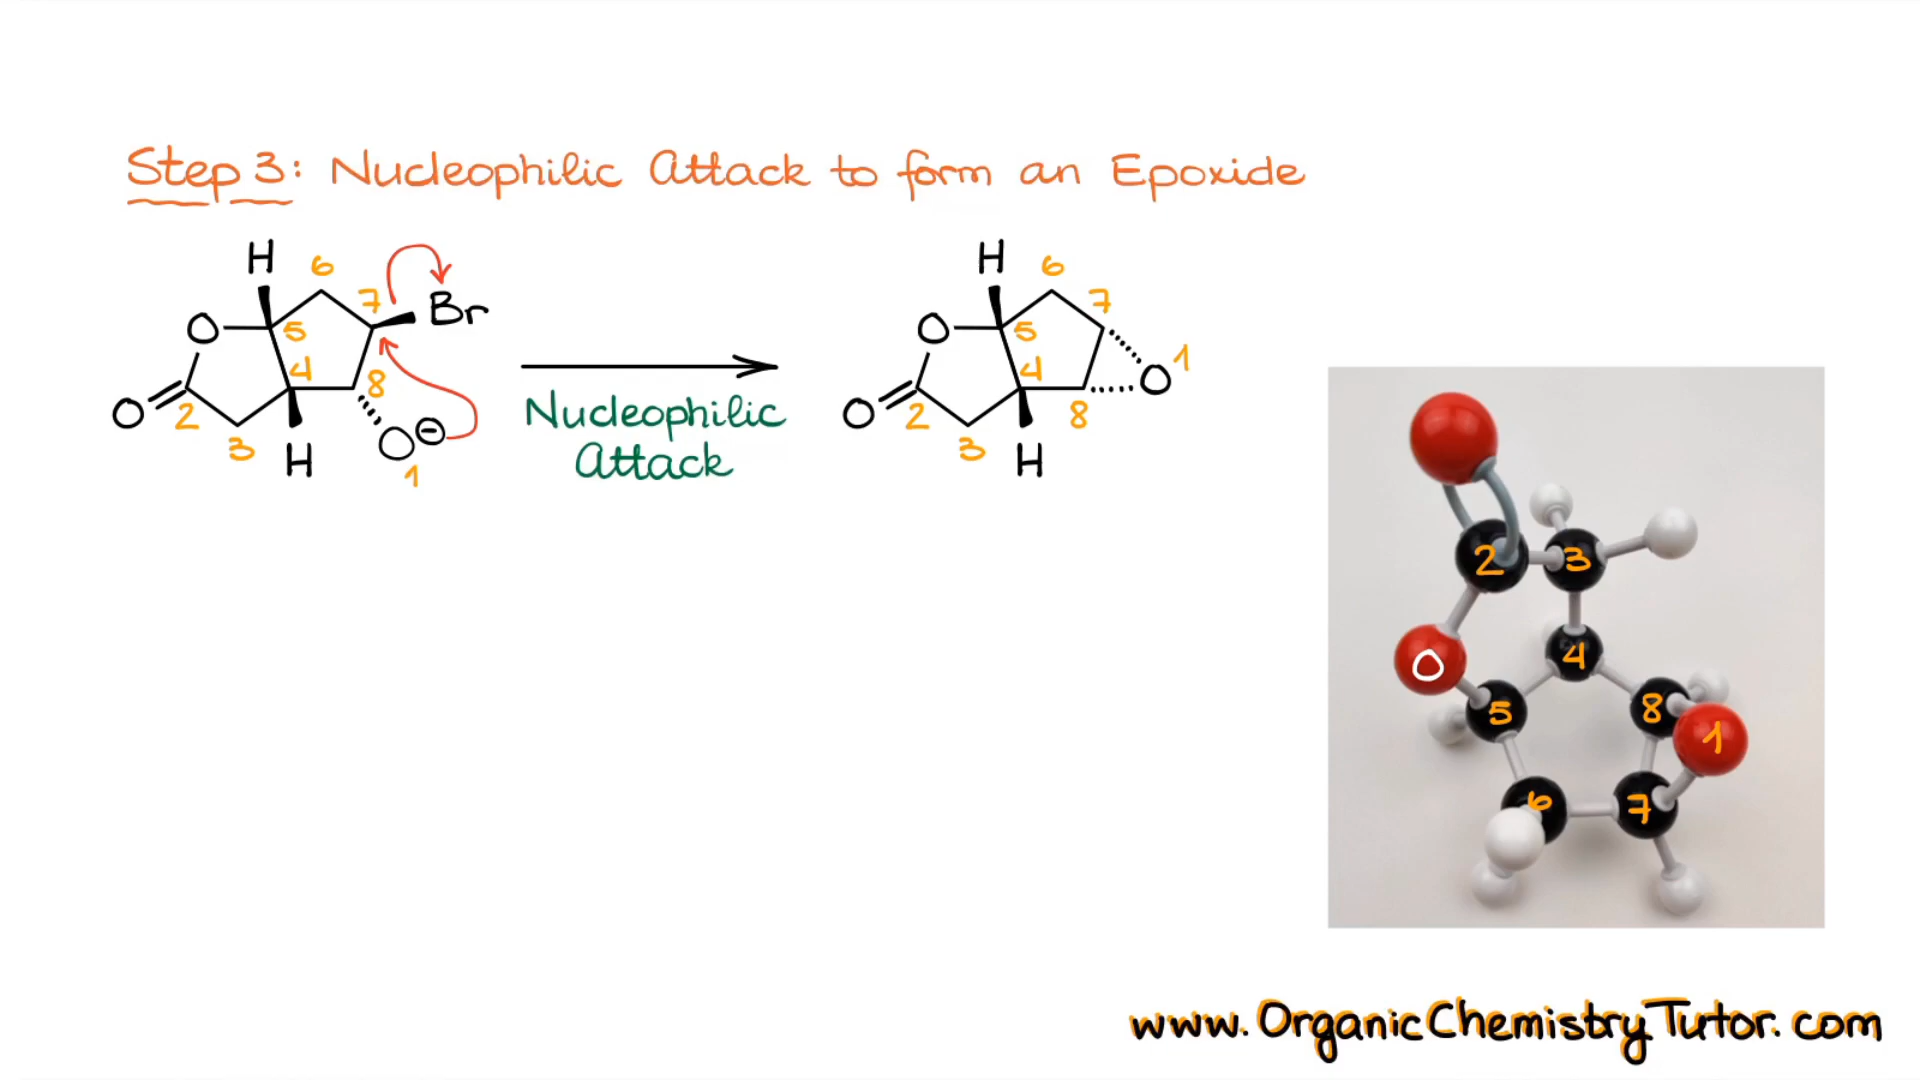 Step 3: Nucleophilic Attack to form an Epoxide
H
6
7
Br
O
5
4
8
O
2
3
H
O⊖
1
Nucleophilic
Attack
H
6
7
O
5
1
4
O
O
2
8
3
H
2
3
O
4
5
8
1
6
7
www.OrganicChemistryTutor.com